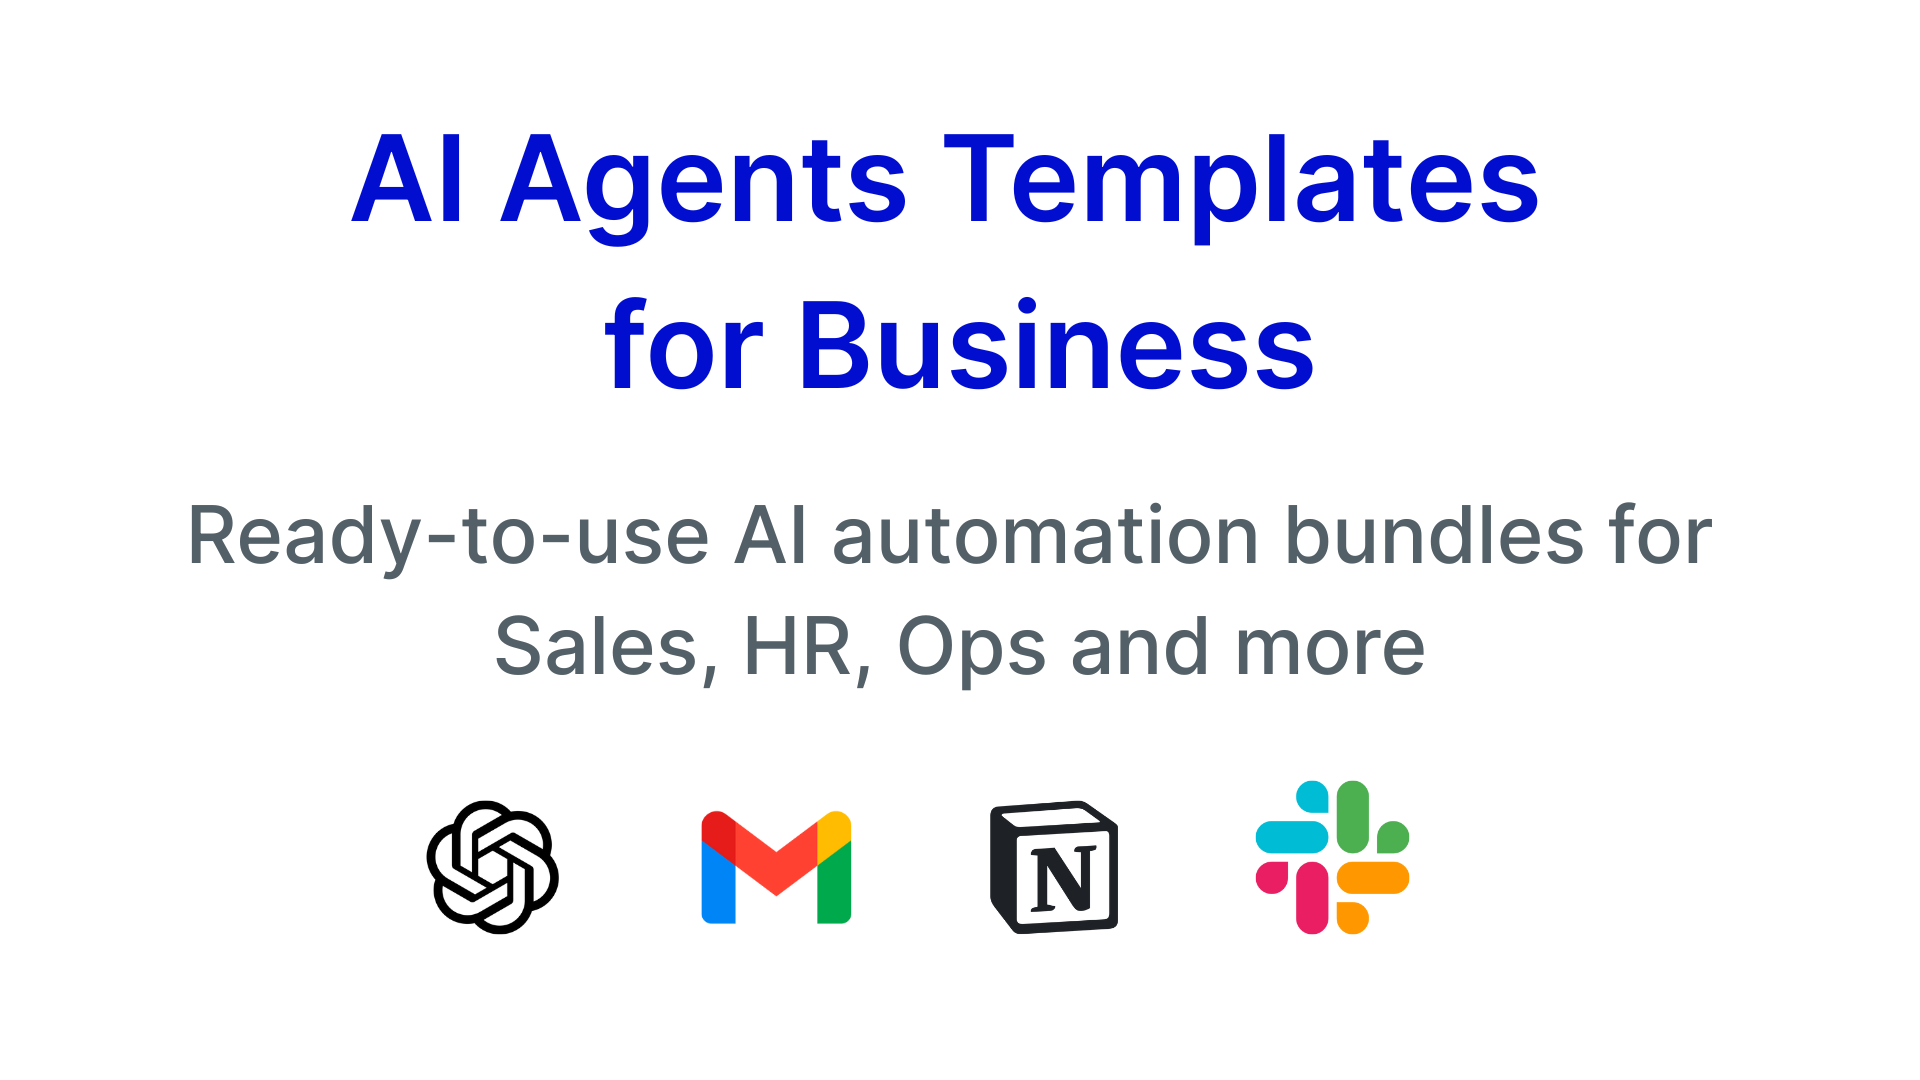 AI Agents Templates
for Business
Ready-to-use AI automation bundles for
Sales, HR, Ops and more
N